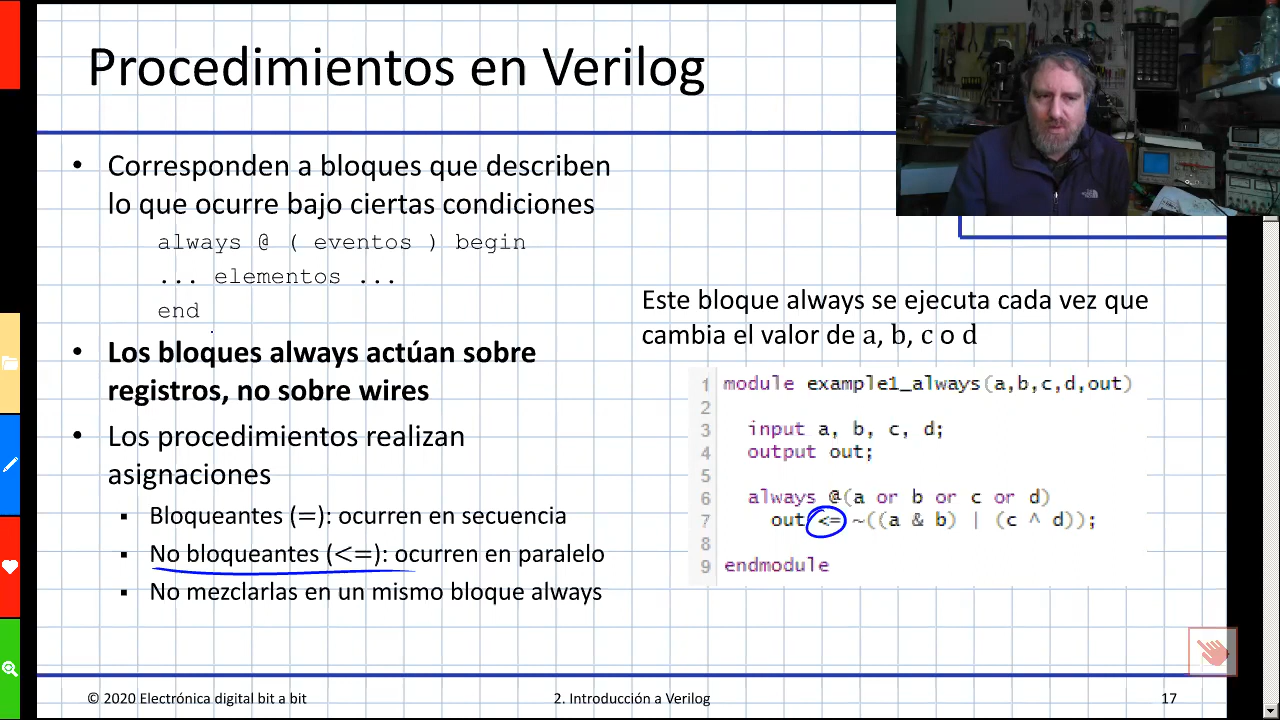 Procedimientos en Verilog
• Corresponden a bloques que describen
lo que ocurre bajo ciertas condiciones
always @ ( eventos ) begin
... elementos ...
end
• Los bloques always actúan sobre
registros, no sobre wires
• Los procedimientos realizan
asignaciones
▪ Bloqueantes (=): ocurren en secuencia
▪ No bloqueantes (<=): ocurren en paralelo
▪ No mezclarlas en un mismo bloque always
Este bloque always se ejecuta cada vez que
cambia el valor de a, b, c o d
1 module example1_always(a,b,c,d,out)
2
3 input a, b, c, d;
4 output out;
5
6 always @(a or b or c or d)
7 out <= ~((a & b) | (c ^ d));
8
9 endmodule
© 2020 Electrónica digital bit a bit
2. Introducción a Verilog
17